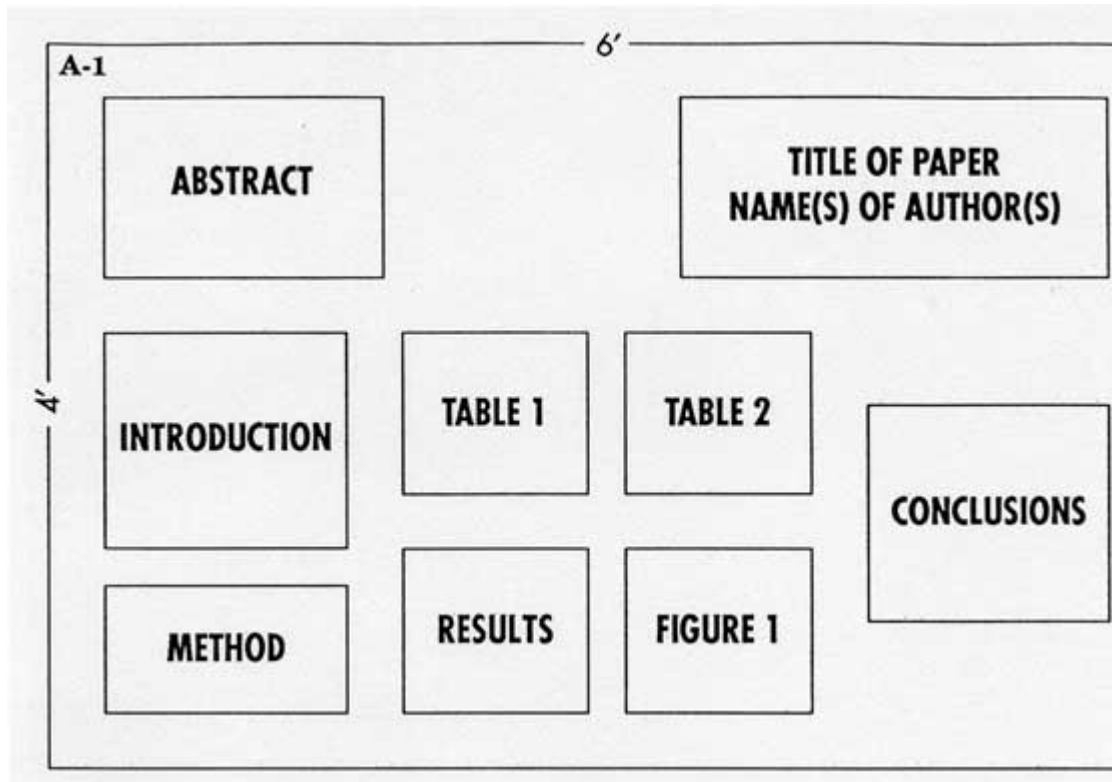 6'
A-1
ABSTRACT
TITLE OF PAPER
NAME(S) OF AUTHOR(S)
4'
INTRODUCTION
TABLE 1
TABLE 2
CONCLUSIONS
METHOD
RESULTS
FIGURE 1